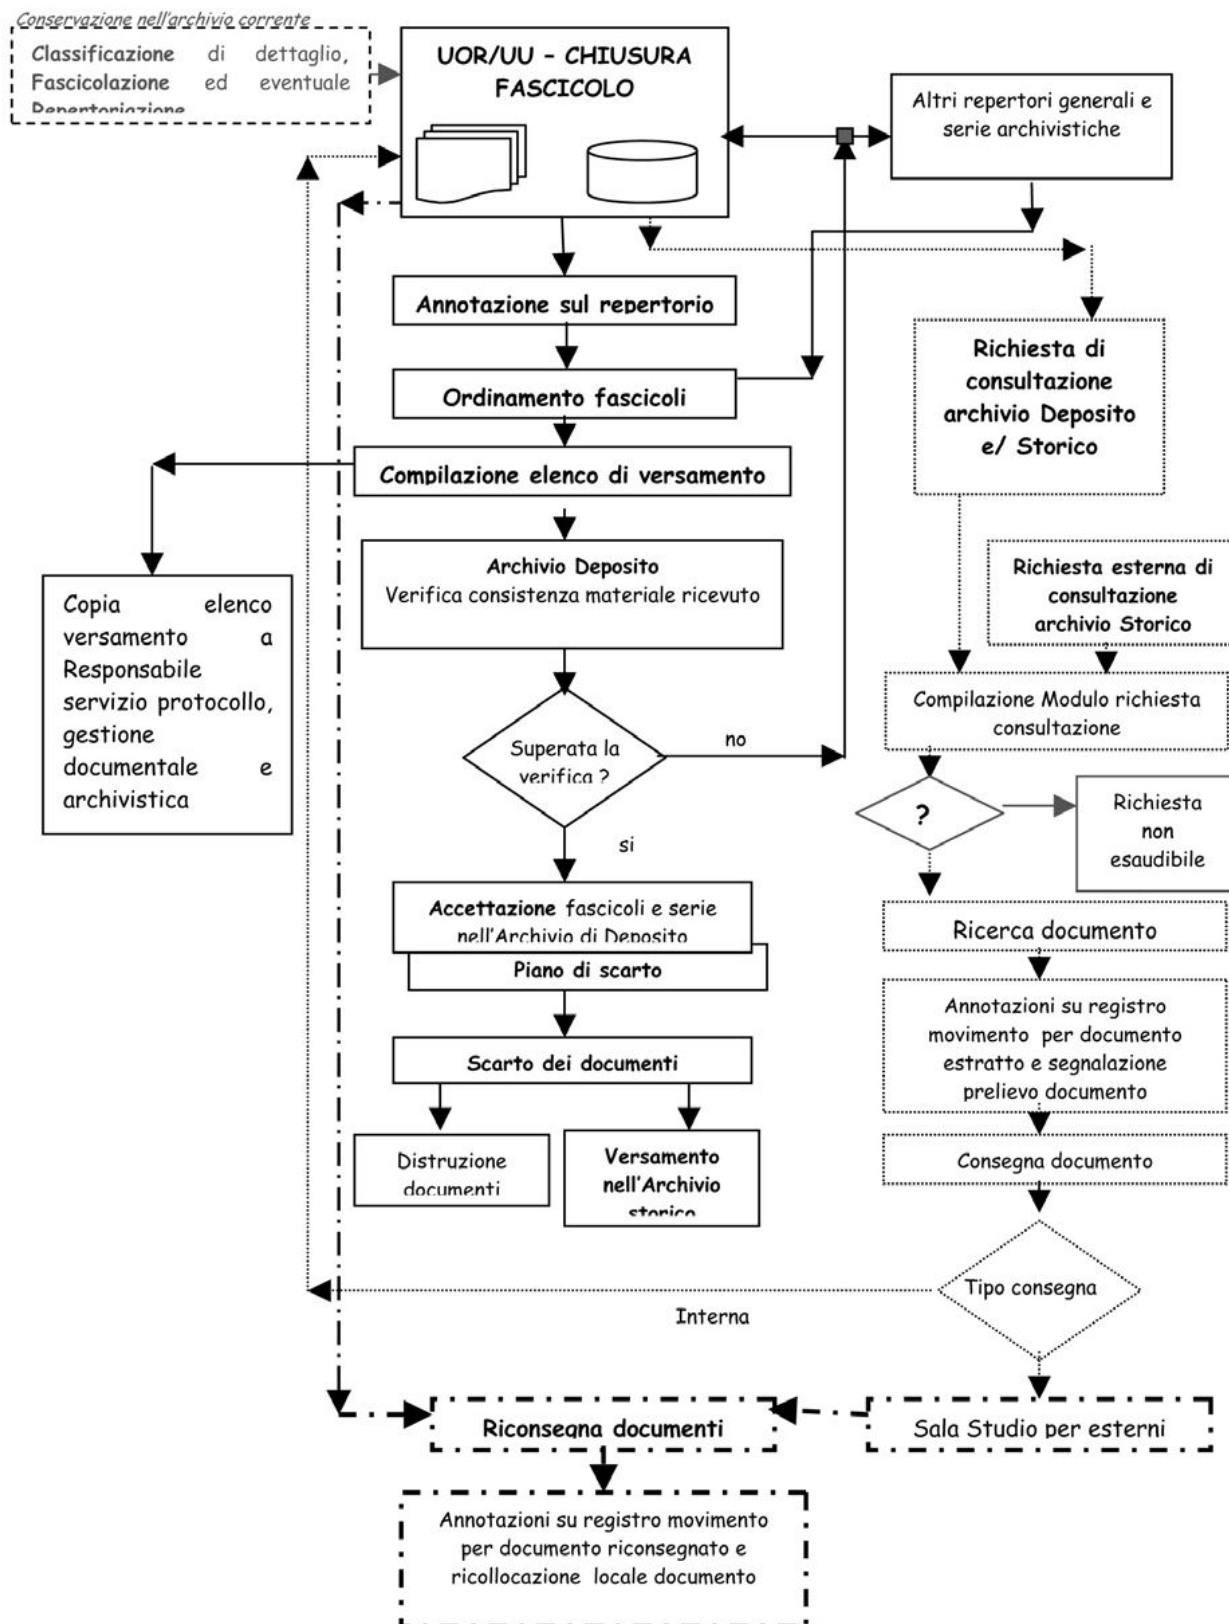 Conservazione nell'archivio corrente
Classificazione di dettaglio,
Fascicolazione ed eventuale
Repertoriazione
UOR/UU – CHIUSURA
FASCICOLO
Altri repertori generali e
serie archivistiche
Annotazione sul repertorio
Ordinamento fascicoli
Compilazione elenco di versamento
Richiesta di
consultazione
archivio Deposito
e/ Storico
Archivio Deposito
Verifica consistenza materiale ricevuto
Richiesta esterna di
consultazione
archivio Storico
Copia elenco
versamento a
Responsabile
servizio protocollo,
gestione
documentale e
archivistica
Compilazione Modulo richiesta
consultazione
Superata la
verifica ?
no
si
?
Richiesta
non
esaudibile
Accettazione fascicoli e serie
nell'Archivio di Deposito
Piano di scarto
Ricerca documento
Annotazioni su registro
movimento per documento
estratto e segnalazione
prelievo documento
Scarto dei documenti
Distruzione
documenti
Versamento
nell'Archivio
storico
Consegna documento
Tipo consegna
Interna
Riconsegna documenti
Sala Studio per esterni
Annotazioni su registro movimento
per documento riconsegnato e
ricollocazione locale documento